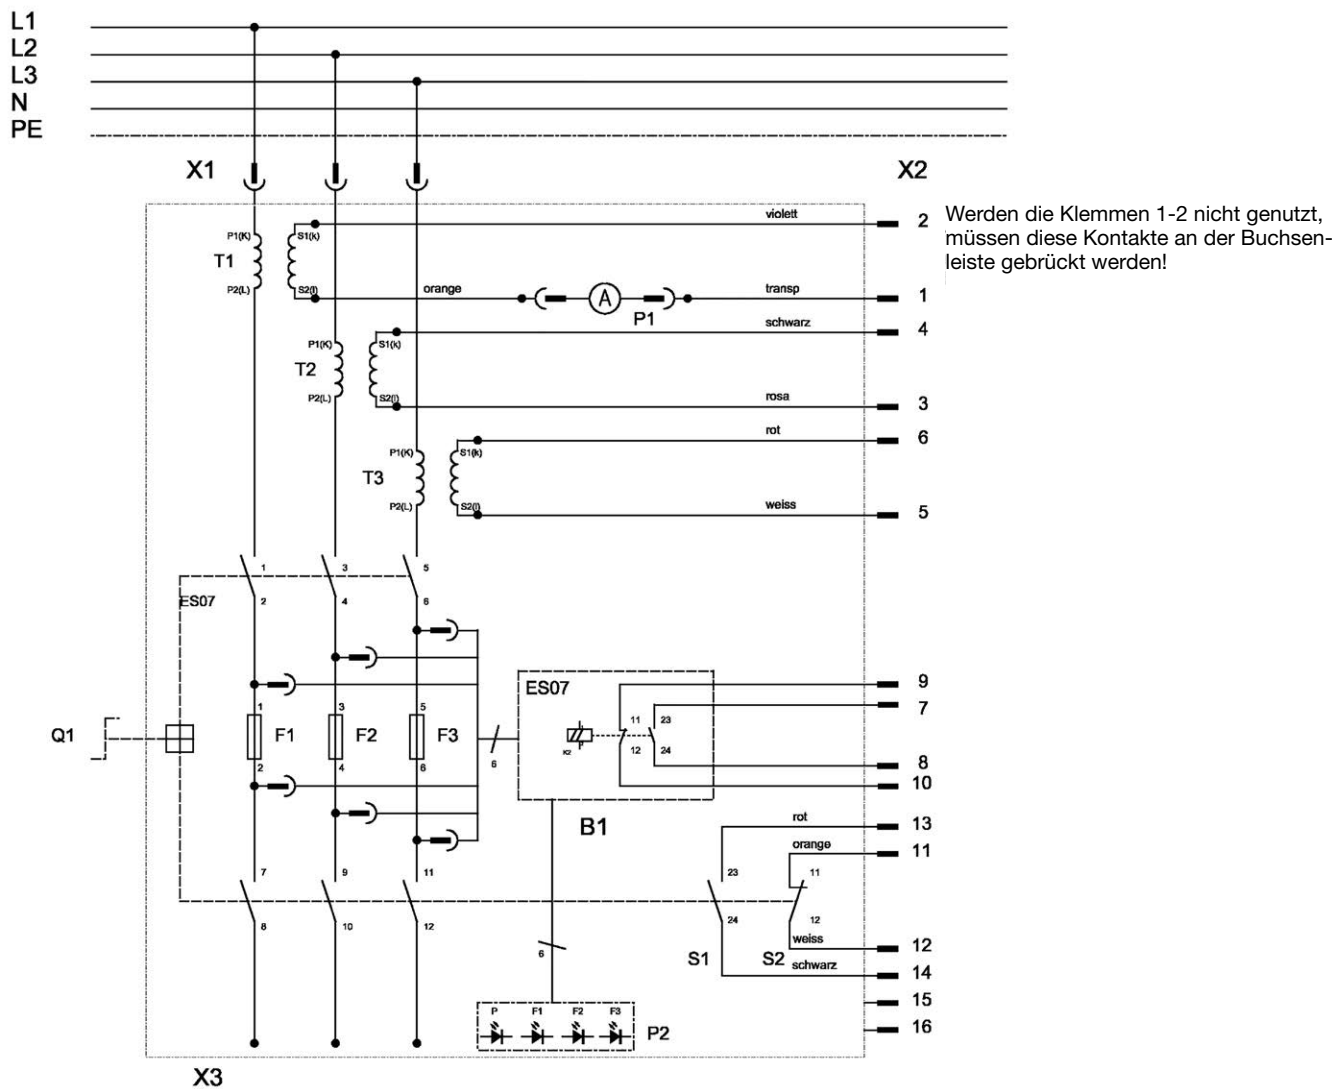 L1
L2
L3
N
PE
X1
X2
violett
2
Werden die Klemmen 1-2 nicht genutzt,
müssen diese Kontakte an der Buchsen-
leiste gebrückt werden!
P1(K)
S1(k)
T1
P2(L)
S2(l)
orange
A
P1
transp
1
schwarz
4
P1(K)
S1(k)
T2
P2(L)
S2(l)
rosa
3
rot
6
P1(K)
S1(k)
T3
P2(L)
S2(l)
weiss
5
1
3
5
ES07
2
4
6
ES07
9
7
1
3
5
11
23
Q1
F1
F2
F3
6
K2
12
24
2
4
6
8
10
B1
rot
13
orange
11
7
9
11
23
11
8
10
12
24
12
S1
S2
weiss
12
schwarz
14
6
15
P
F1
F2
F3
P2
16
X3